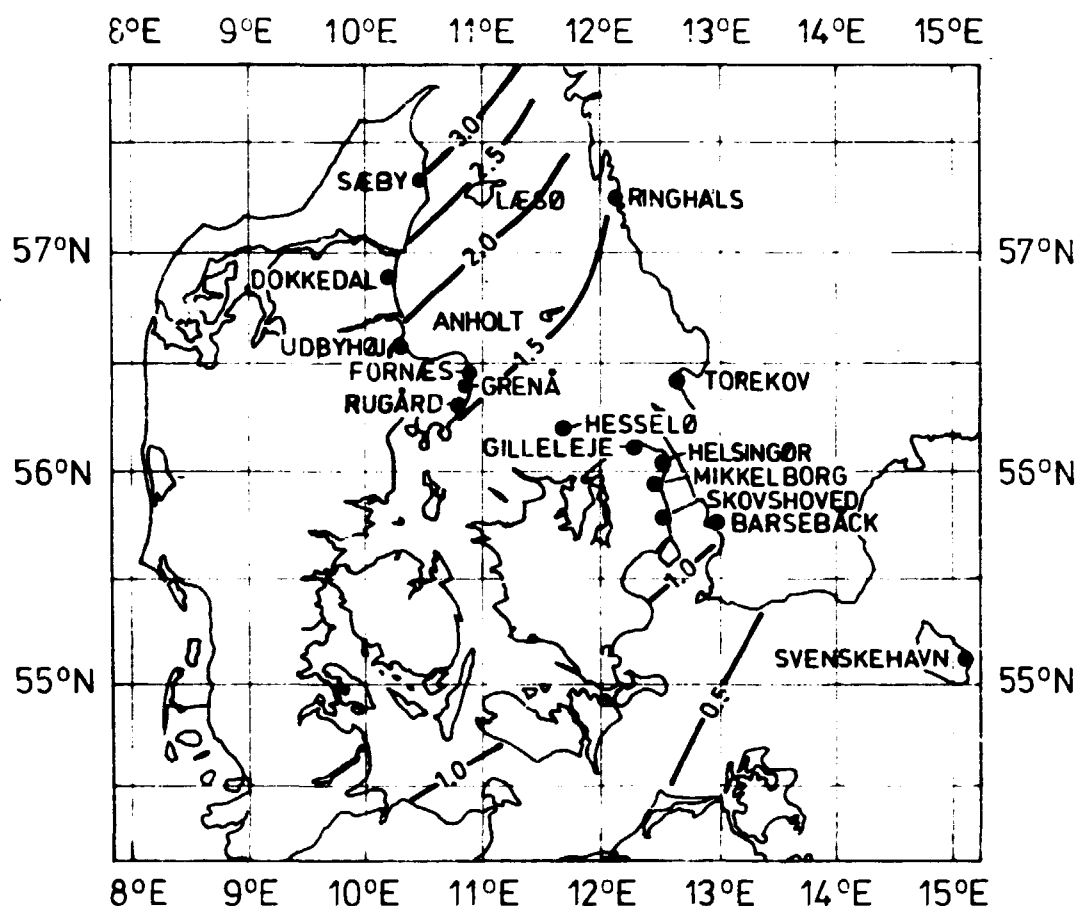 8°E 9°E 10°E 11°E 12°E 13°E 14°E 15°E
3.0
2.5
SÆBY
LÆSØ
RINGHALS
57°N 57°N
2.0
DOKKEDAL
ANHOLT
1.5
UDBYHØJ
FORNÆS
GRENÅ
TOREKOV
RUGÅRD
HESSELØ
GILLELEJE
HELSINGØR
56°N 56°N
MIKKELBORG
SKOVSHOVED
BARSEBÄCK
1.0
SVENSKEHAVN
55°N 55°N
0.5
1.0
8°E 9°E 10°E 11°E 12°E 13°E 14°E 15°E